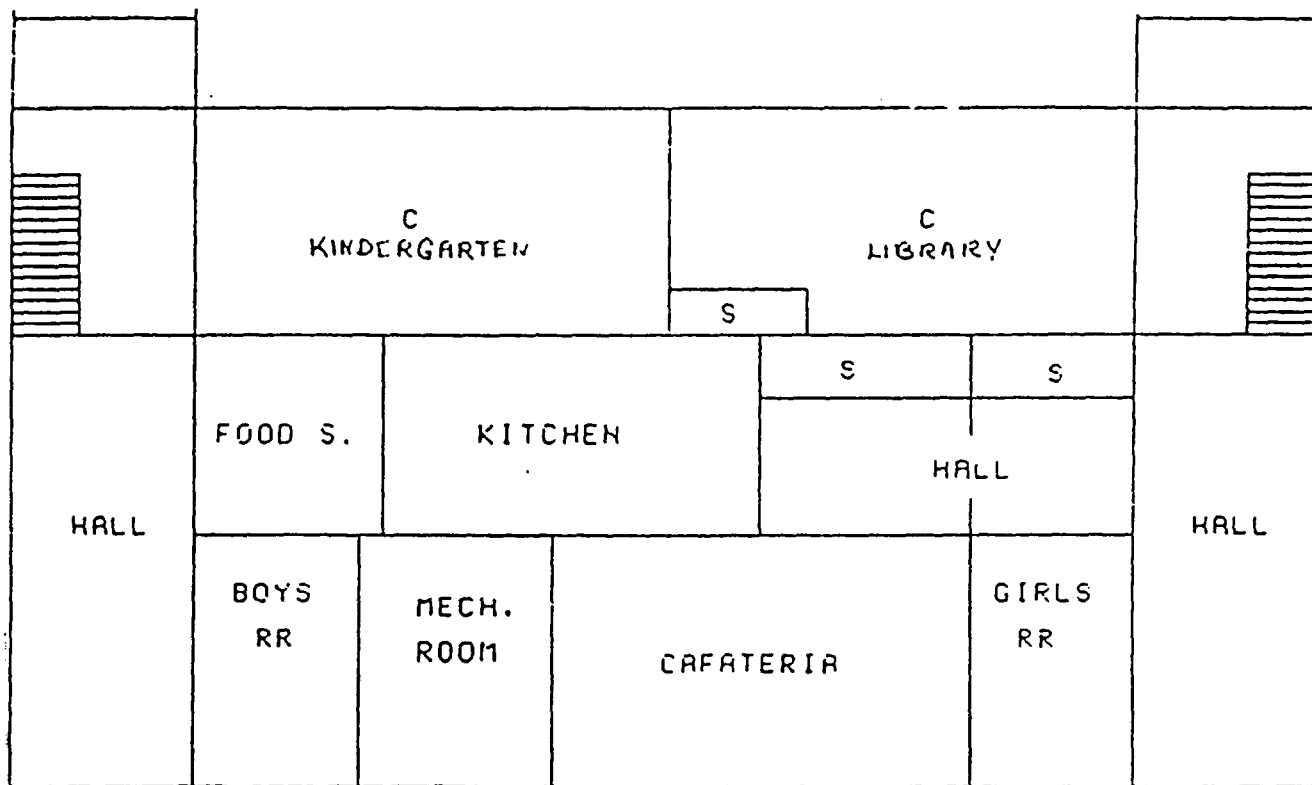 C
KINDERGARTEN
C
LIBRARY
S
S
S
FOOD S.
KITCHEN
HALL
HALL
HALL
BOYS
RR
MECH.
ROOM
CAFATERIA
GIRLS
RR